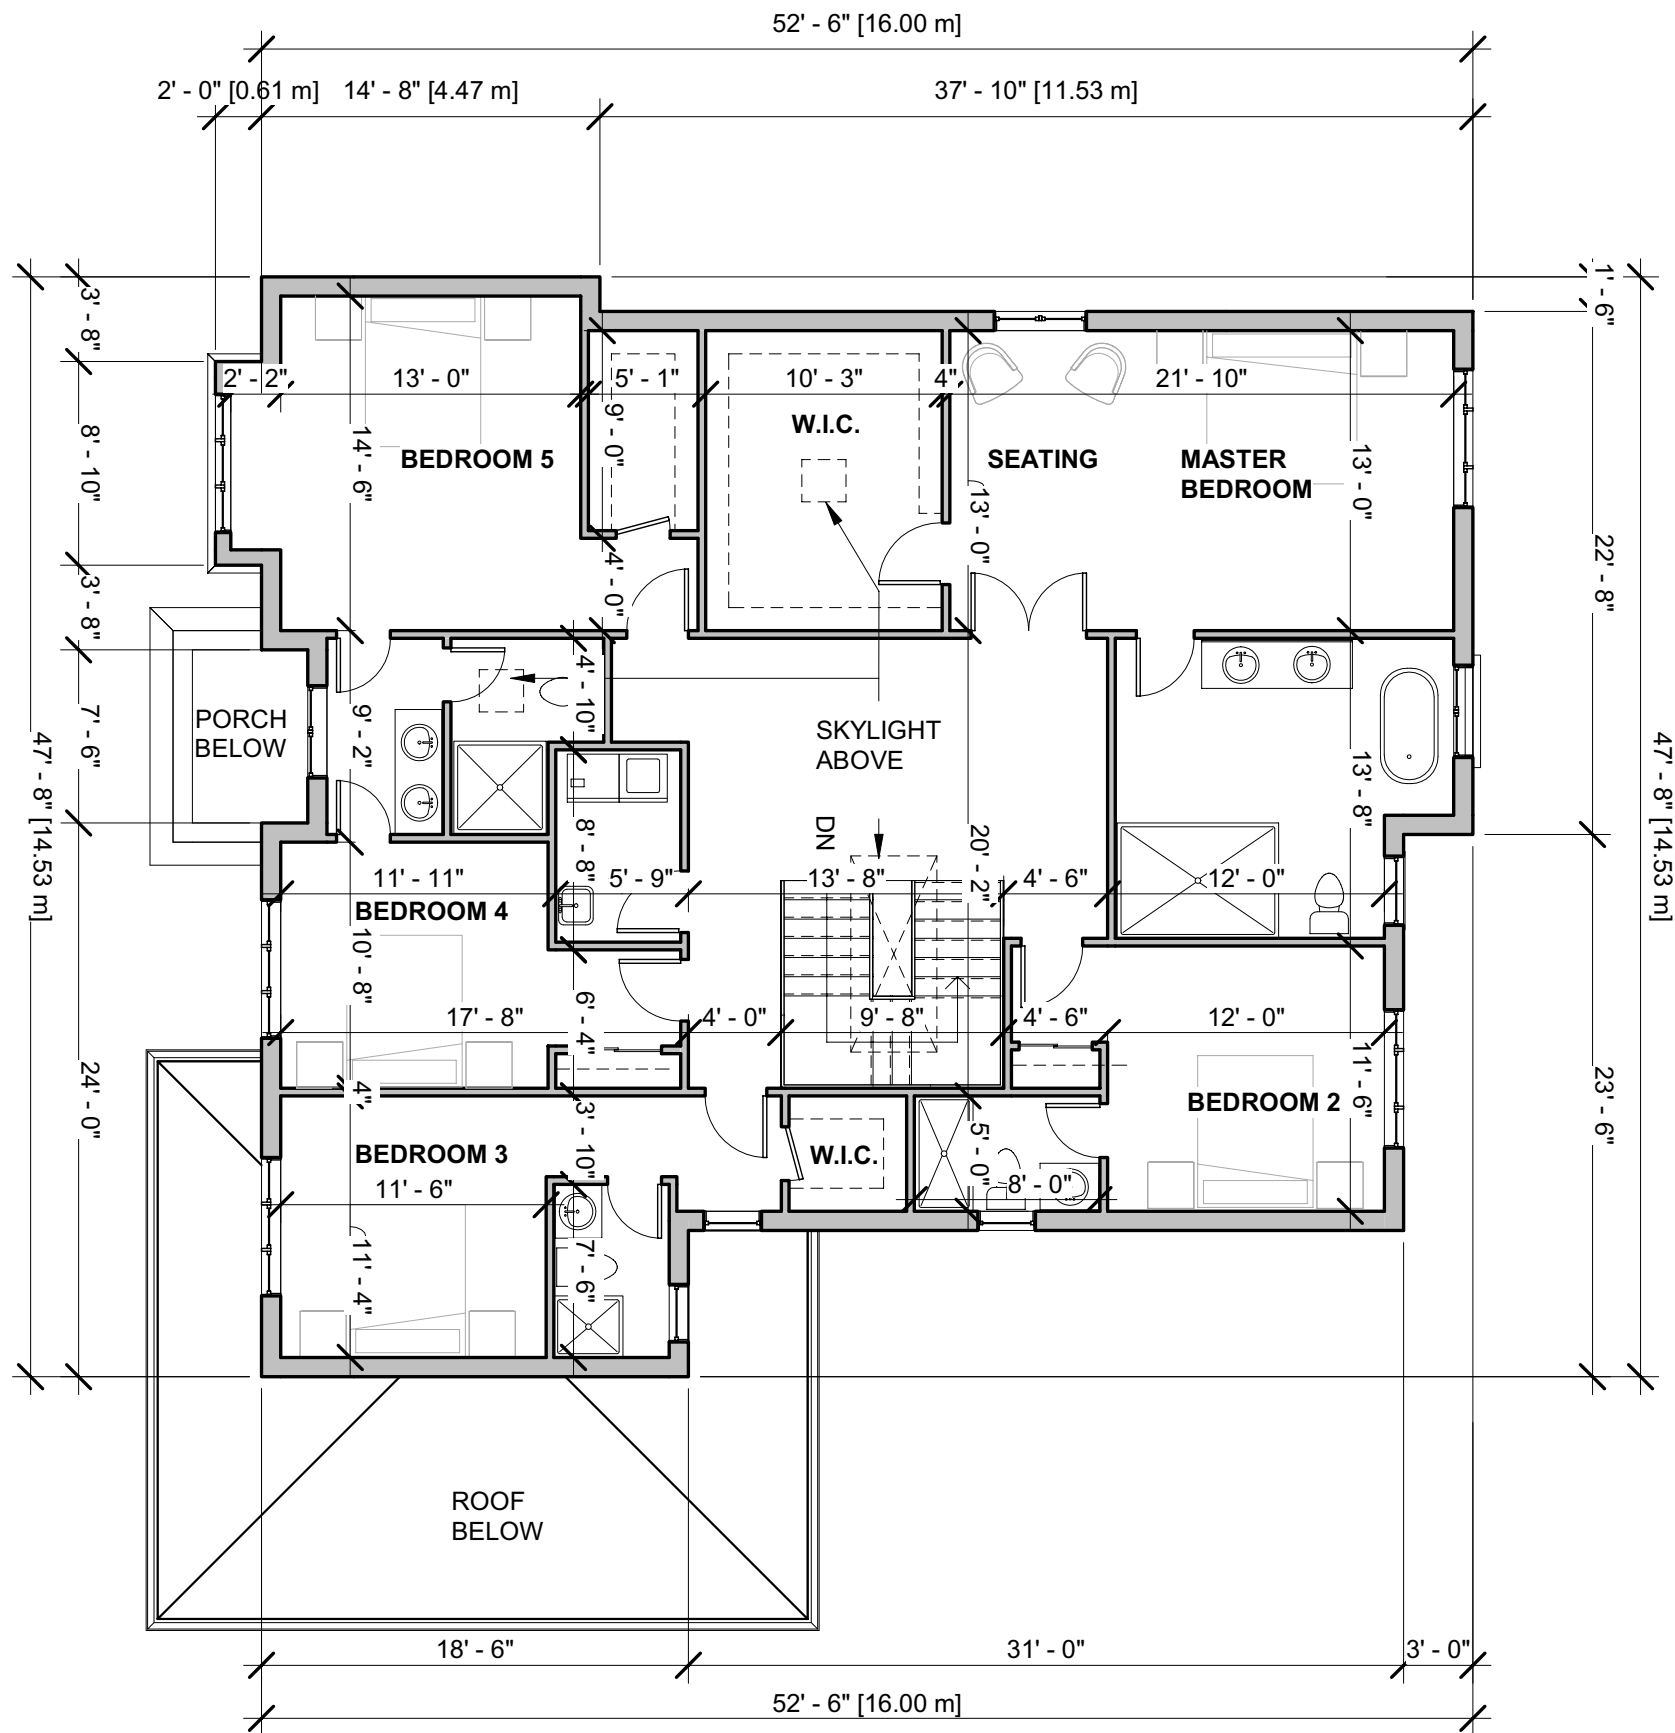 52' - 6" [16.00 m]
2' - 0" [0.61 m]
14' - 8" [4.47 m]
37' - 10" [11.53 m]
1' - 6"
3' - 8"
2' - 2"
13' - 0"
5' - 1"
10' - 3"
4"
21' - 10"
8' - 10"
14' - 6"
BEDROOM 5
9' - 0"
W.I.C.
SEATING
MASTER
BEDROOM
13' - 0"
13' - 0"
22' - 8"
3' - 8"
4' - 0"
7' - 6"
47' - 8" [14.53 m]
PORCH
BELOW
9' - 2"
4' - 10"
SKYLIGHT
ABOVE
DN
13' - 8"
47' - 8" [14.53 m]
8' - 8"
20' - 2"
11' - 11"
5' - 9"
13' - 8"
4' - 6"
12' - 0"
BEDROOM 4
10' - 8"
17' - 8"
6' - 4"
4' - 0"
9' - 8"
4' - 6"
12' - 0"
24' - 0"
4"
11' - 6"
23' - 6"
3' - 10"
BEDROOM 3
W.I.C.
5' - 0"
BEDROOM 2
11' - 6"
8' - 0"
11' - 4"
7' - 6"
ROOF
BELOW
18' - 6"
31' - 0"
3' - 0"
52' - 6" [16.00 m]